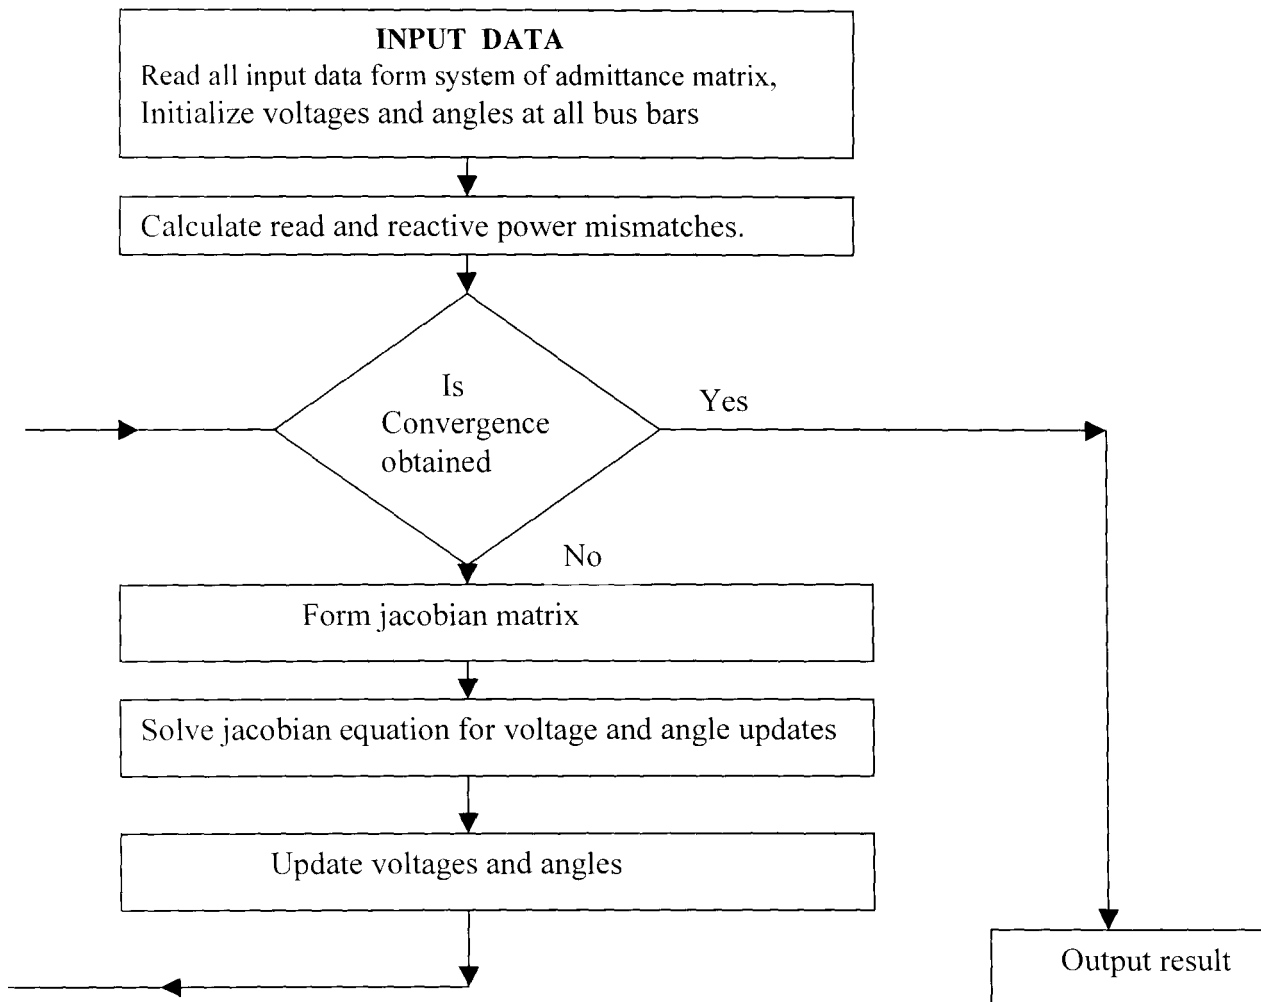 INPUT DATA
Read all input data form system of admittance matrix,
Initialize voltages and angles at all bus bars
Calculate read and reactive power mismatches.
Is
Convergence
obtained
Yes
No
Form jacobian matrix
Solve jacobian equation for voltage and angle updates
Update voltages and angles
Output result